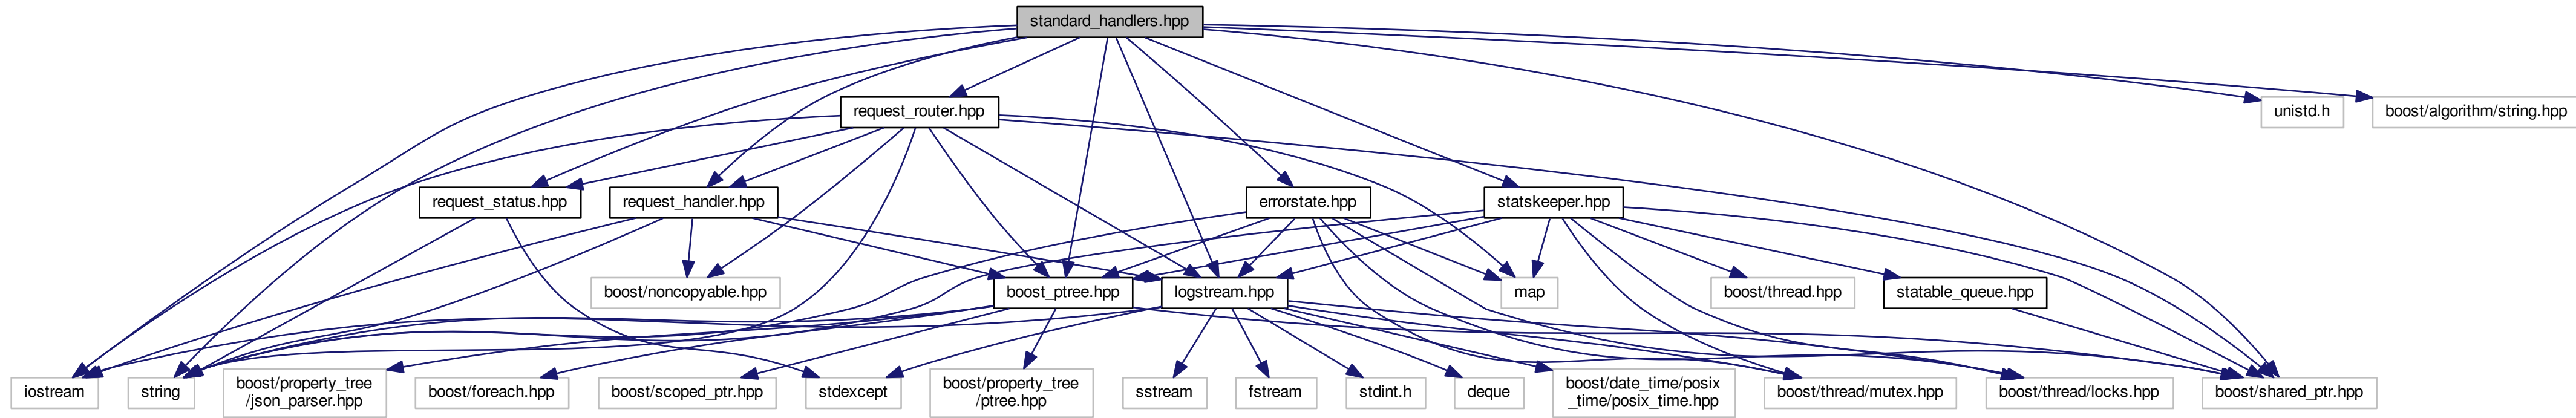 standard_handlers.hpp
request_router.hpp
unistd.h
boost/algorithm/string.hpp
request_status.hpp
request_handler.hpp
errorstate.hpp
statskeeper.hpp
boost/noncopyable.hpp
boost_ptree.hpp
logstream.hpp
map
boost/thread.hpp
statable_queue.hpp
iostream
string
boost/property_tree
/json_parser.hpp
boost/foreach.hpp
boost/scoped_ptr.hpp
stdexcept
boost/property_tree
/ptree.hpp
sstream
fstream
stdint.h
deque
boost/date_time/posix
_time/posix_time.hpp
boost/thread/mutex.hpp
boost/thread/locks.hpp
boost/shared_ptr.hpp